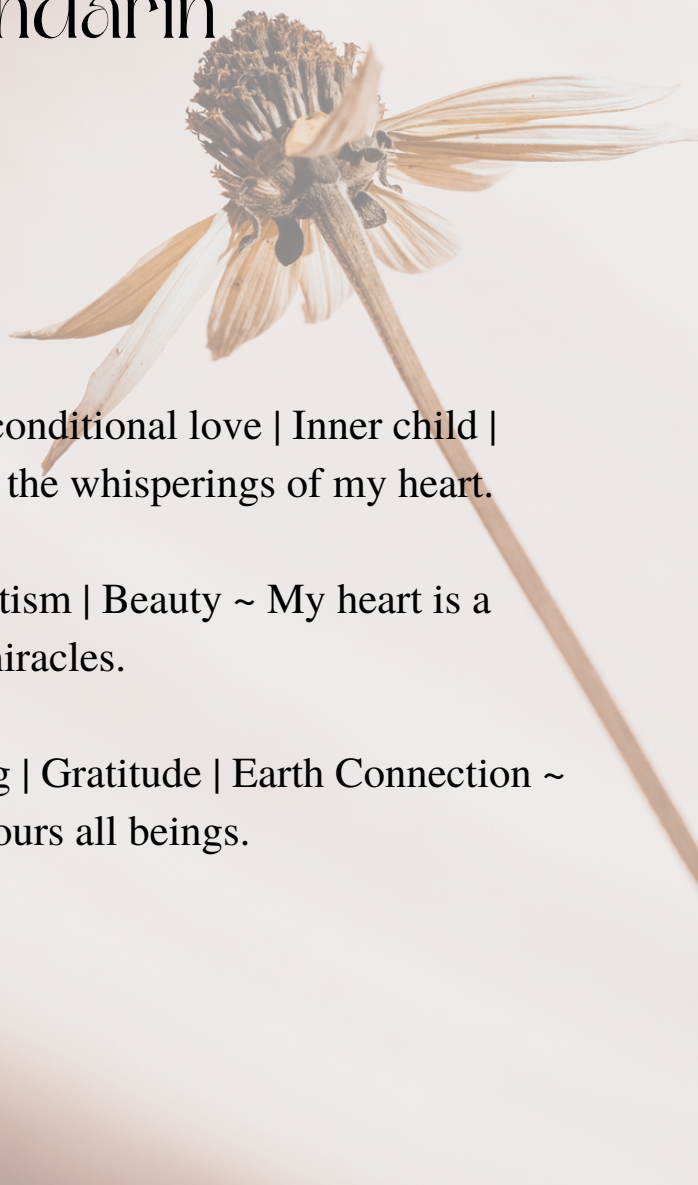 ndarin
conditional love | Inner child |
the whisperings of my heart.
tism | Beauty ~ My heart is a
iracles.
g | Gratitude | Earth Connection ~
ours all beings.